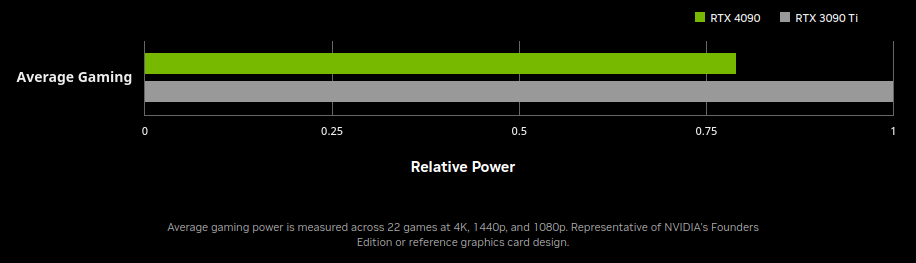 RTX 4090
RTX 3090 Ti
Average Gaming
0
0.25
0.5
0.75
1
Relative Power
Average gaming power is measured across 22 games at 4K, 1440p, and 1080p. Representative of NVIDIA's Founders
Edition or reference graphics card design.